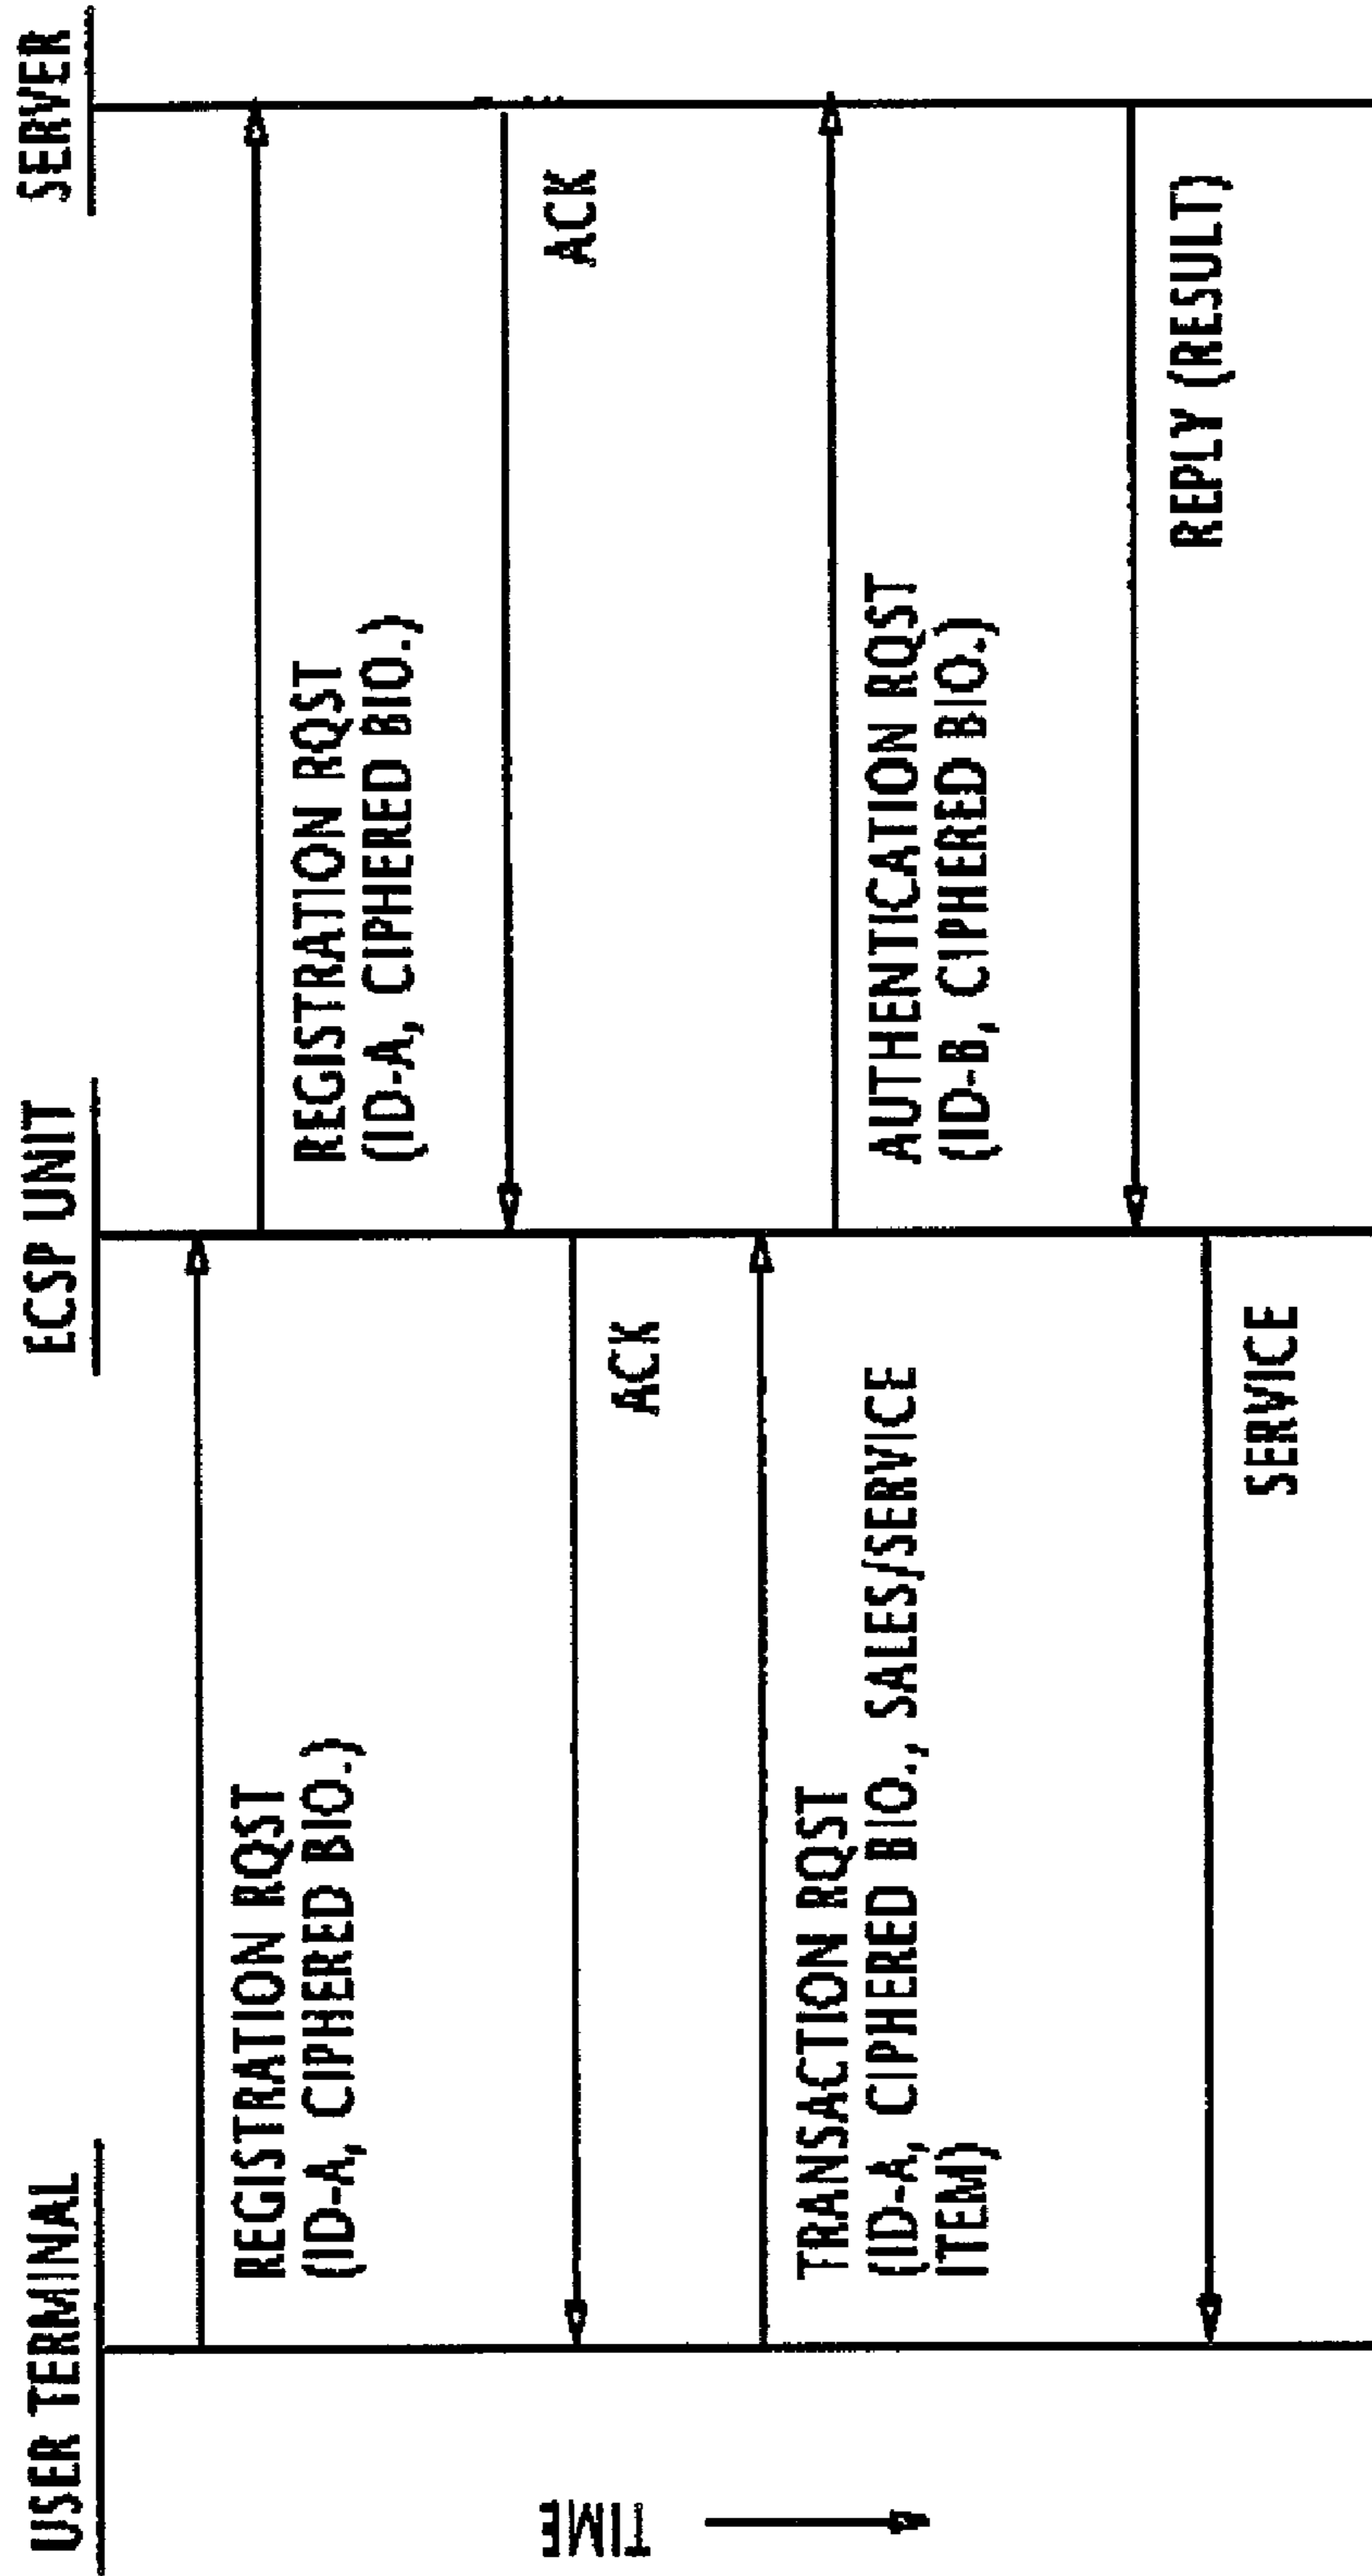 USER TERMINAL
ECSP UNIT
SERVER
REGISTRATION RQST
(ID-A, CIPHERED BIO.)
REGISTRATION RQST
(ID-A, CIPHERED BIO.)
ACK
ACK
TIME
TRANSACTION RQST
(ID-A, CIPHERED BIO., SALES/SERVICE
ITEM)
AUTHENTICATION RQST
(ID-B, CIPHERED BIO.)
REPLY (RESULT)
SERVICE